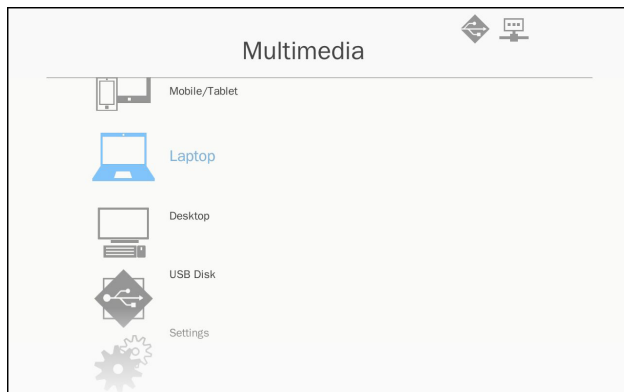 Multimedia
Mobile/Tablet
Laptop
Desktop
USB Disk
Settings